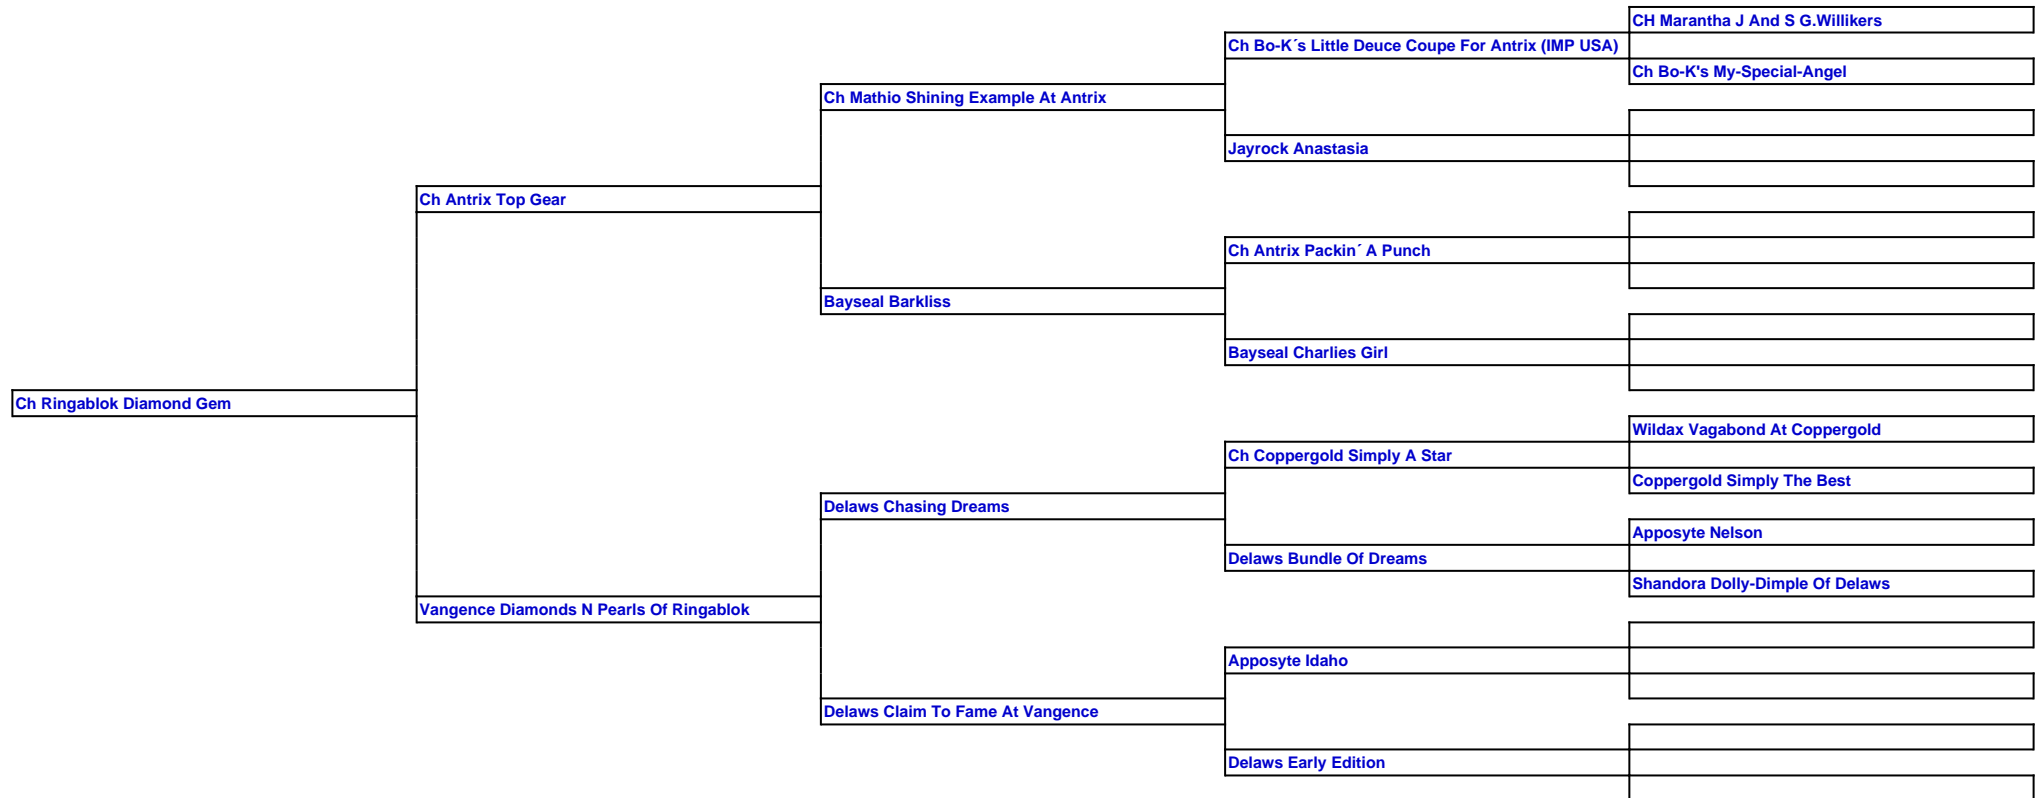 CH Marantha J And S G.Willikers
Ch Bo-K´s Little Deuce Coupe For Antrix (IMP USA)
Ch Bo-K's My-Special-Angel
Ch Mathio Shining Example At Antrix
Jayrock Anastasia
Ch Antrix Top Gear
Ch Antrix Packin´ A Punch
Bayseal Barkliss
Bayseal Charlies Girl
Ch Ringablok Diamond Gem
Wildax Vagabond At Coppergold
Ch Coppergold Simply A Star
Coppergold Simply The Best
Delaws Chasing Dreams
Apposyte Nelson
Delaws Bundle Of Dreams
Shandora Dolly-Dimple Of Delaws
Vangence Diamonds N Pearls Of Ringablok
Apposyte Idaho
Delaws Claim To Fame At Vangence
Delaws Early Edition